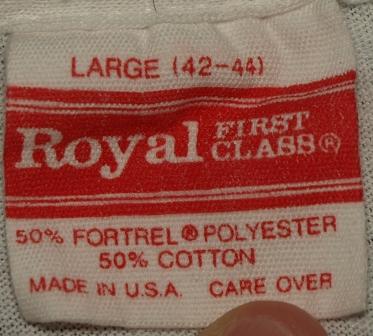 LARGE (42-44)
Royal FIRST CLASS®
50% FORTREL® POLYESTER
50% COTTON
MADE IN U.S.A. CARE OVER